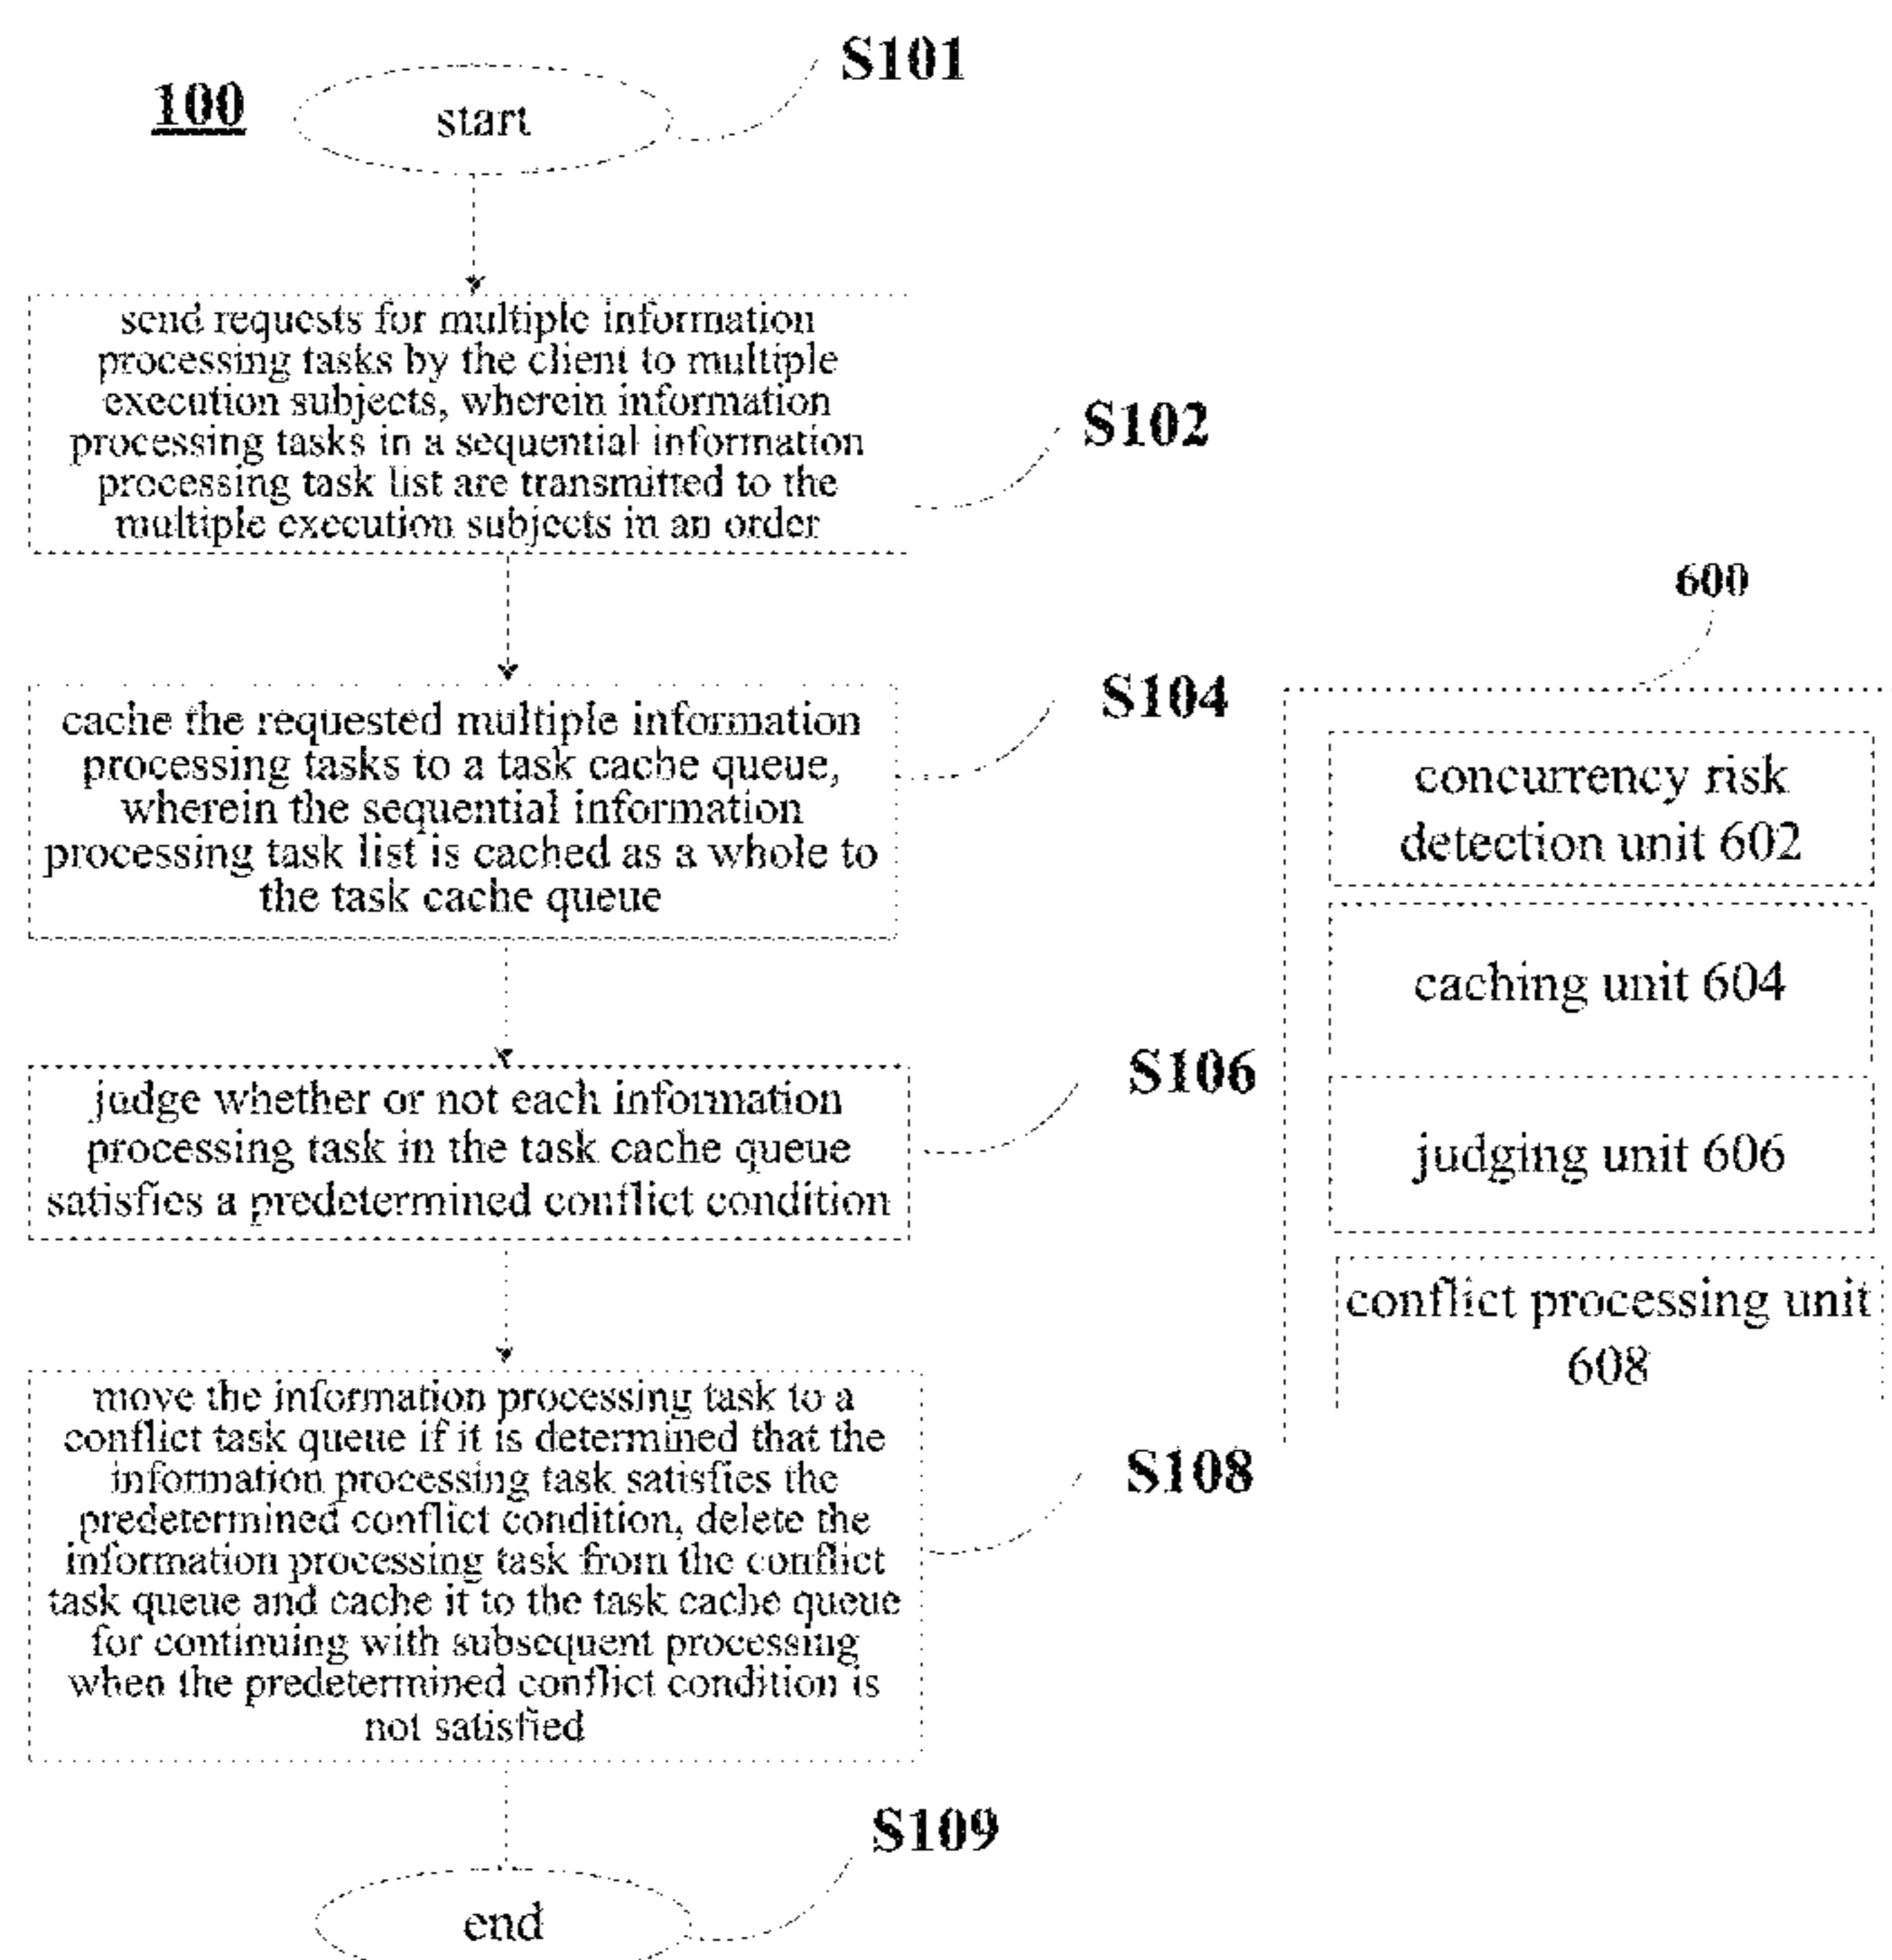 100
start
S101
send requests for multiple information
processing tasks by the client to multiple
execution subjects, wherein information
processing tasks in a sequential information
processing task list are transmitted to the
multiple execution subjects in an order
S102
cache the requested multiple information
processing tasks to a task cache queue,
wherein the sequential information
processing task list is cached as a whole to
the task cache queue
S104
judge whether or not each information
processing task in the task cache queue
satisfies a predetermined conflict condition
S106
move the information processing task to a
conflict task queue if it is determined that the
information processing task satisfies the
predetermined conflict condition, delete the
information processing task from the conflict
task queue and cache it to the task cache queue
for continuing with subsequent processing
when the predetermined conflict condition is
not satisfied
S108
end
S109
600
concurrency risk
detection unit 602
caching unit 604
judging unit 606
conflict processing unit
608